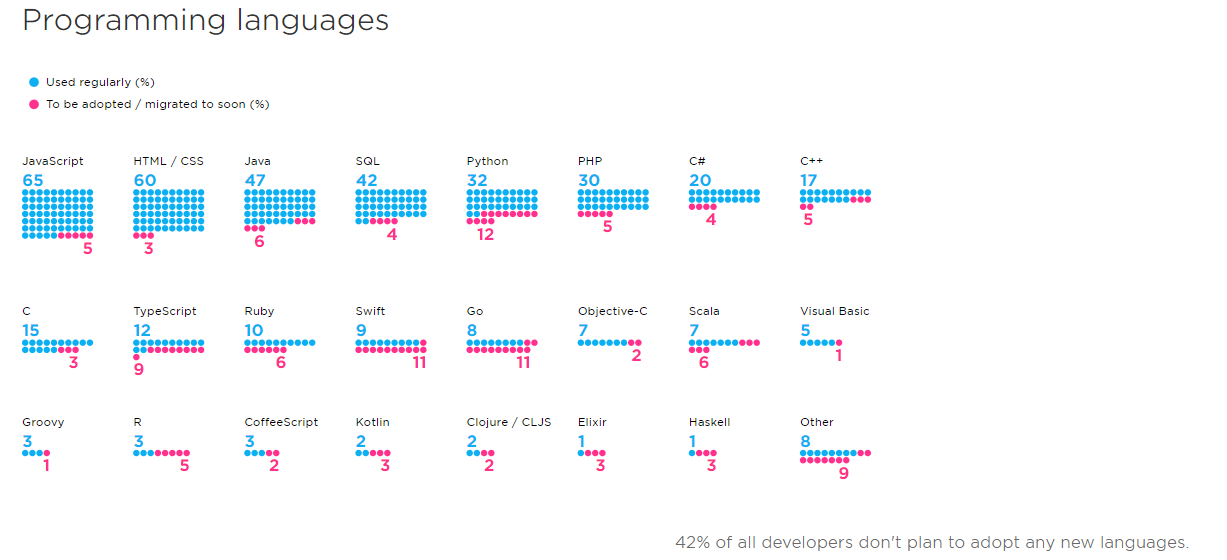 Programming languages
Used regularly (%)
To be adopted / migrated to soon (%)
JavaScript HTML / CSS Java SQL Python PHP C# C++
65 60 47 42 32 30 20 17
5 3 6 4 12 5 4 5
C TypeScript Ruby Swift Go Objective-C Scala Visual Basic
15 12 10 9 8 7 7 5
3 9 6 11 11 2 6 1
Groovy R CoffeeScript Kotlin Clojure / CLJS Elixir Haskell Other
3 3 3 2 2 1 1 8
1 5 2 3 2 3 3 9
42% of all developers don't plan to adopt any new languages.